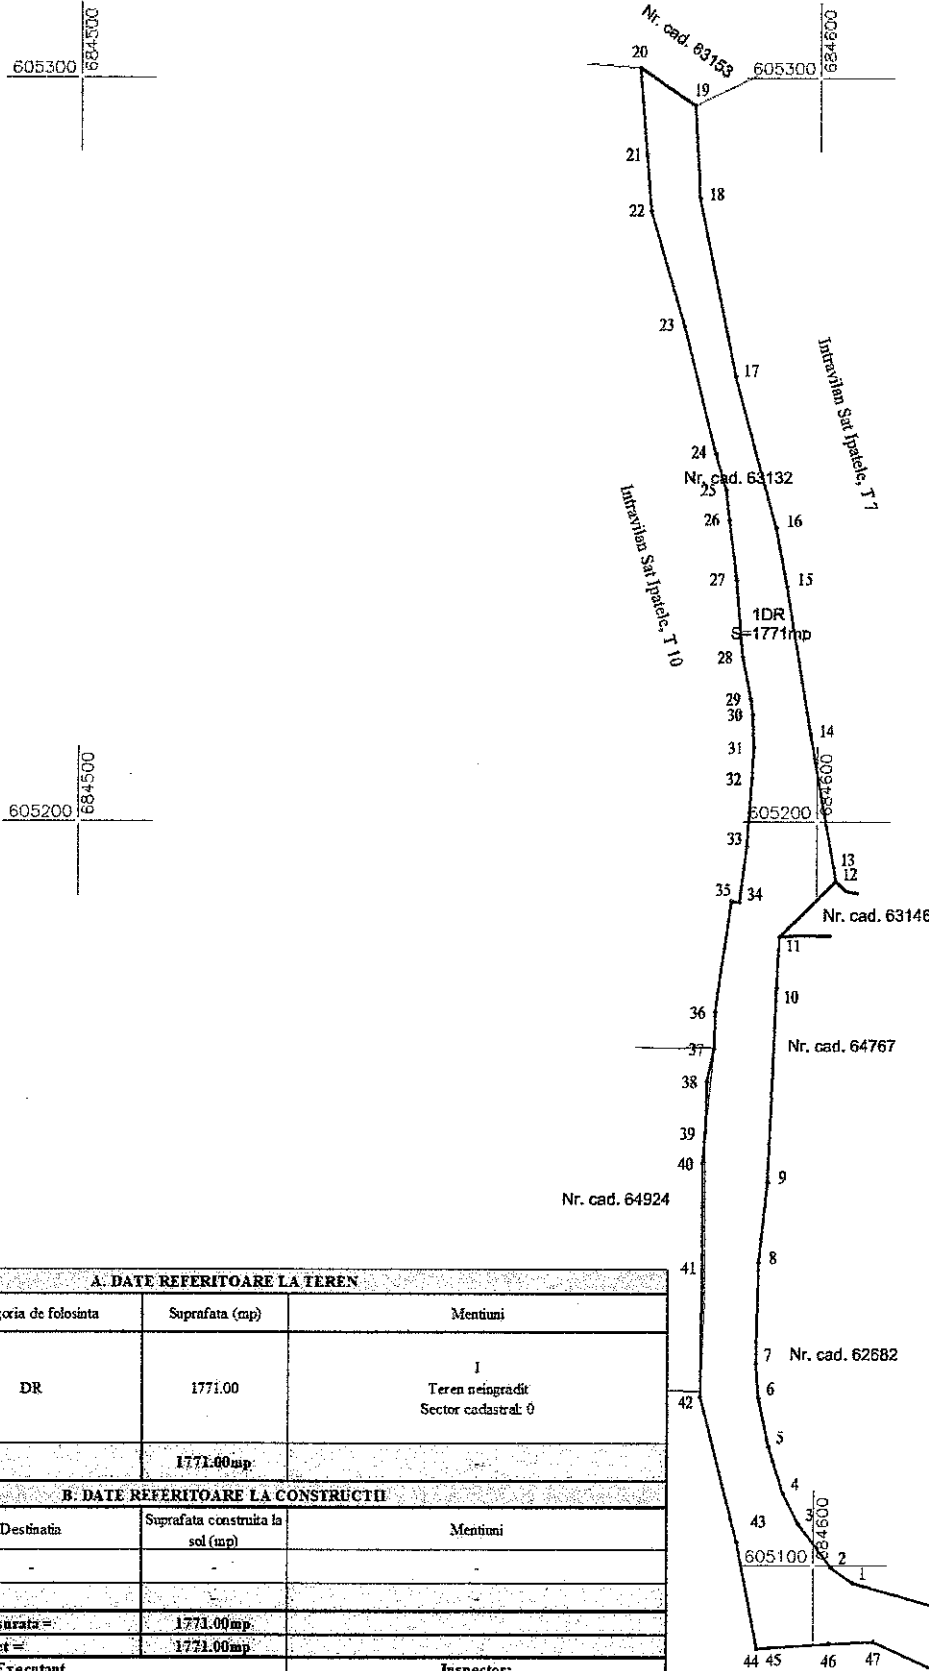 684500
605300
Nr. cad. 63153
20
605300
684600
19
21
18
22
23
17
Intravilan Sat Ipatele, T 7
24
Nr. cad. 63132
25
Intravilan Sat Ipatele, T 10
26
16
27
15
1DR
S=1771mp
28
29
30
14
31
32
684500
605200
684600
605200
33
13
12
35
34
Nr. cad. 63146
11
10
36
37
Nr. cad. 64767
38
39
40
9
Nr. cad. 64924
8
41
7
Nr. cad. 62682
6
42
5
4
3
43
684600
605100
2
1
44
45
46
47
A. DATE REFERITOARE LA TEREN
goria de folosinta
Suprafata (mp)
Mentiuni
DR
1771.00
I
Teren neingradit
Sector cadastral: 0
1771.00mp
-
B. DATE REFERITOARE LA CONSTRUCTII
Destinatia
Suprafata construita la
sol (mp)
Mentiuni
-
-
-
-
surata =
1771.00mp
ct =
1771.00mp
Executant
Inspector: